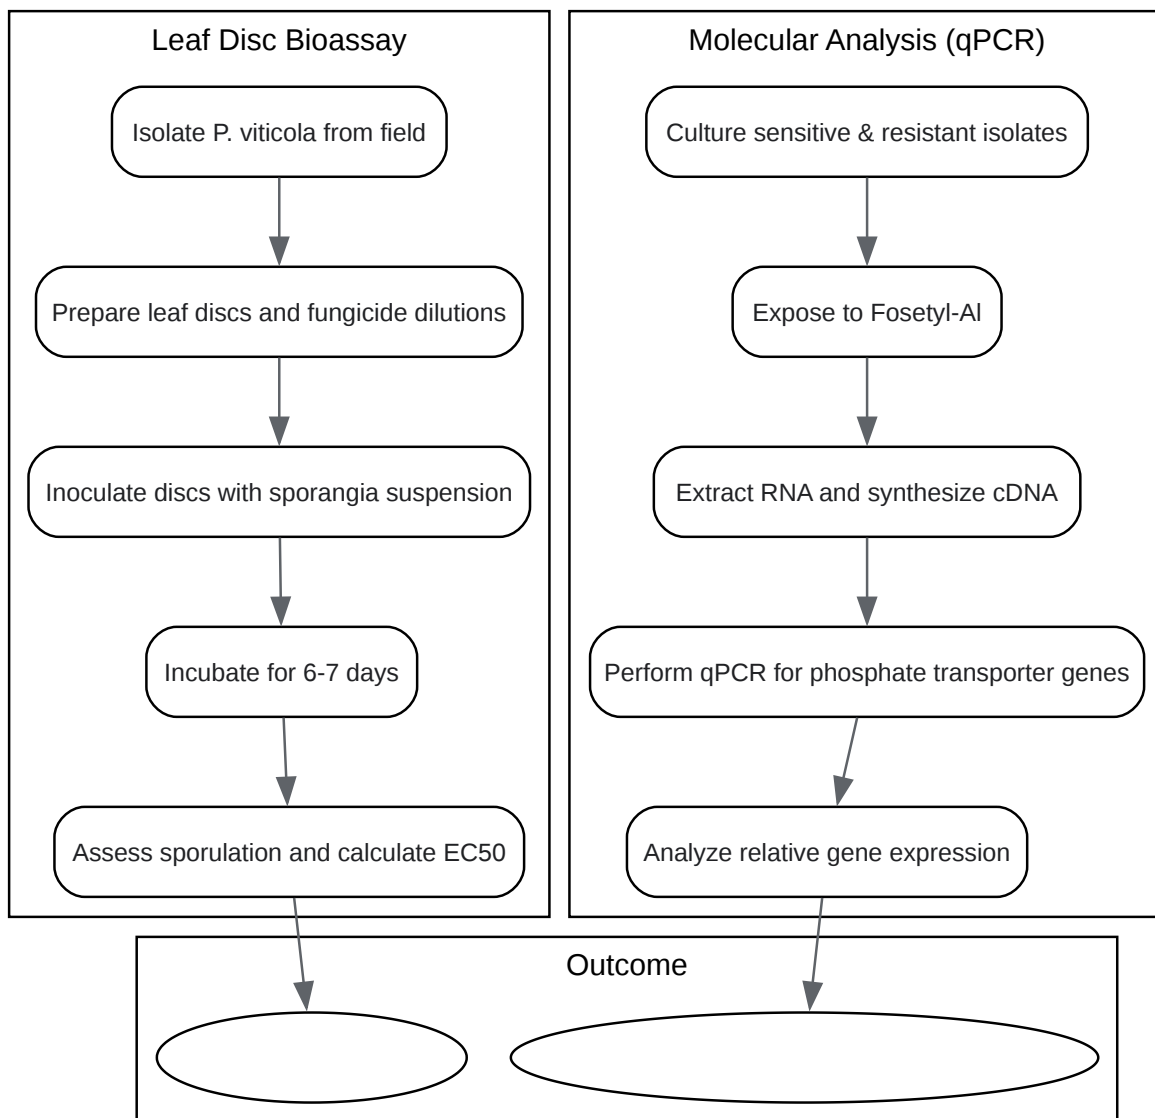 Leaf Disc Bioassay
Isolate P. viticola from field
Prepare leaf discs and fungicide dilutions
Inoculate discs with sporangia suspension
Incubate for 6-7 days
Assess sporulation and calculate EC50
Molecular Analysis (qPCR)
Culture sensitive & resistant isolates
Expose to Fosetyl-Al
Extract RNA and synthesize cDNA
Perform qPCR for phosphate transporter genes
Analyze relative gene expression
Outcome